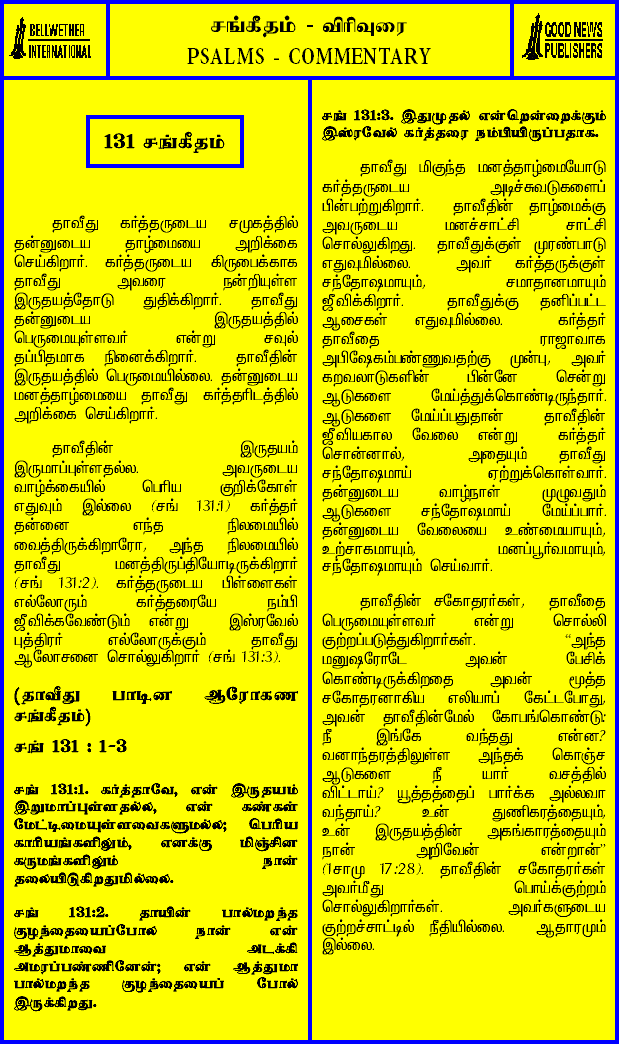 BELLWETHER
INTERNATIONAL
சங்கீதம் - விரிவுரை
PSALMS - COMMENTARY
GOOD NEWS
PUBLISHERS
131 சங்கீதம்
தாவீது கர்த்தருடைய சமுகத்தில்
தன்னுடைய தாழ்மையை அறிக்கை
செய்கிறார். கர்த்தருடைய கிருபைக்காக
தாவீது அவரை நன்றியுள்ள
இருதயத்தோடு துதிக்கிறார். தாவீது
தன்னுடைய இருதயத்தில்
பெருமையுள்ளவர் என்று சவுல்
தப்பிதமாக நினைக்கிறார். தாவீதின்
இருதயத்தில் பெருமையில்லை. தன்னுடைய
மனத்தாழ்மையை தாவீது கர்த்தரிடத்தில்
அறிக்கை செய்கிறார்.
தாவீதின் இருதயம்
இருமாப்புள்ளதல்ல. அவருடைய
வாழ்க்கையில் பெரிய குறிக்கோள்
எதுவும் இல்லை (சங் 131:1) கர்த்தர்
தன்னை எந்த நிலமையில்
வைத்திருக்கிறாரோ, அந்த நிலமையில்
தாவீது மனத்திருப்தியோடிருக்கிறார்
(சங் 131:2). கர்த்தருடைய பிள்ளைகள்
எல்லோரும் கர்த்தரையே நம்பி
ஜீவிக்கவேண்டும் என்று இஸ்ரவேல்
புத்திரர் எல்லோருக்கும் தாவீது
ஆலோசனை சொல்லுகிறார் (சங் 131:3).
(தாவீது பாடின ஆரோகண
சங்கீதம்)
சங் 131 : 1-3
சங் 131:1. கர்த்தாவே, என் இருதயம்
இறுமாப்புள்ளதல்ல, என் கண்கள்
மேட்டிமையுள்ளவைகளுமல்ல; பெரிய
காரியங்களிலும், எனக்கு மிஞ்சின
கருமங்களிலும் நான்
தலையிடுகிறதுமில்லை.
சங் 131:2. தாயின் பால்மறந்த
குழந்தையைப்போல் நான் என்
ஆத்துமாவை அடக்கி
அமரப்பண்ணினேன்; என் ஆத்துமா
பால்மறந்த குழந்தையைப் போல்
இருக்கிறது.
சங் 131:3. இதுமுதல் என்றென்றைக்கும்
இஸ்ரவேல் கர்த்தரை நம்பியிருப்பதாக.
தாவீது மிகுந்த மனத்தாழ்மையோடு
கர்த்தருடைய அடிச்சுவடுகளைப்
பின்பற்றுகிறார். தாவீதின் தாழ்மைக்கு
அவருடைய மனச்சாட்சி சாட்சி
சொல்லுகிறது. தாவீதுக்குள் முரண்பாடு
எதுவுமில்லை. அவர் கர்த்தருக்குள்
சந்தோஷமாயும், சமாதானமாயும்
ஜீவிக்கிறார். தாவீதுக்கு தனிப்பட்ட
ஆசைகள் எதுவுமில்லை. கர்த்தர்
தாவீதை ராஜாவாக
அபிஷேகம்பண்ணுவதற்கு முன்பு, அவர்
கறவலாடுகளின் பின்னே சென்று
ஆடுகளை மேய்த்துக்கொண்டிருந்தார்.
ஆடுகளை மேய்ப்பதுதான் தாவீதின்
ஜீவியகால வேலை என்று கர்த்தர்
சொன்னால், அதையும் தாவீது
சந்தோஷமாய் ஏற்றுக்கொள்வார்.
தன்னுடைய வாழ்நாள் முழுவதும்
ஆடுகளை சந்தோஷமாய் மேய்ப்பார்.
தன்னுடைய வேலையை உண்மையாயும்,
உற்சாகமாயும், மனப்பூர்வமாயும்,
சந்தோஷமாயும் செய்வார்.
தாவீதின் சகோதரர்கள், தாவீதை
பெருமையுள்ளவர் என்று சொல்லி
குற்றப்படுத்துகிறார்கள். “அந்த
மனுஷரோடே அவன் பேசிக்
கொண்டிருக்கிறதை அவன் மூத்த
சகோதரனாகிய எலியாப் கேட்டபோது,
அவன் தாவீதின்மேல் கோபங்கொண்டு:
நீ இங்கே வந்தது என்ன?
வனாந்தரத்திலுள்ள அந்தக் கொஞ்ச
ஆடுகளை நீ யார் வசத்தில்
விட்டாய்? யூத்தத்தைப் பார்க்க அல்லவா
வந்தாய்? உன் துணிகரத்தையும்,
உன் இருதயத்தின் அகங்காரத்தையும்
நான் அறிவேன் என்றான்”
(1சாமு 17:28). தாவீதின் சகோதரர்கள்
அவர்மீது பொய்க்குற்றம்
சொல்லுகிறார்கள். அவர்களுடைய
குற்றச்சாட்டில் நீதியில்லை. ஆதாரமும்
இல்லை.